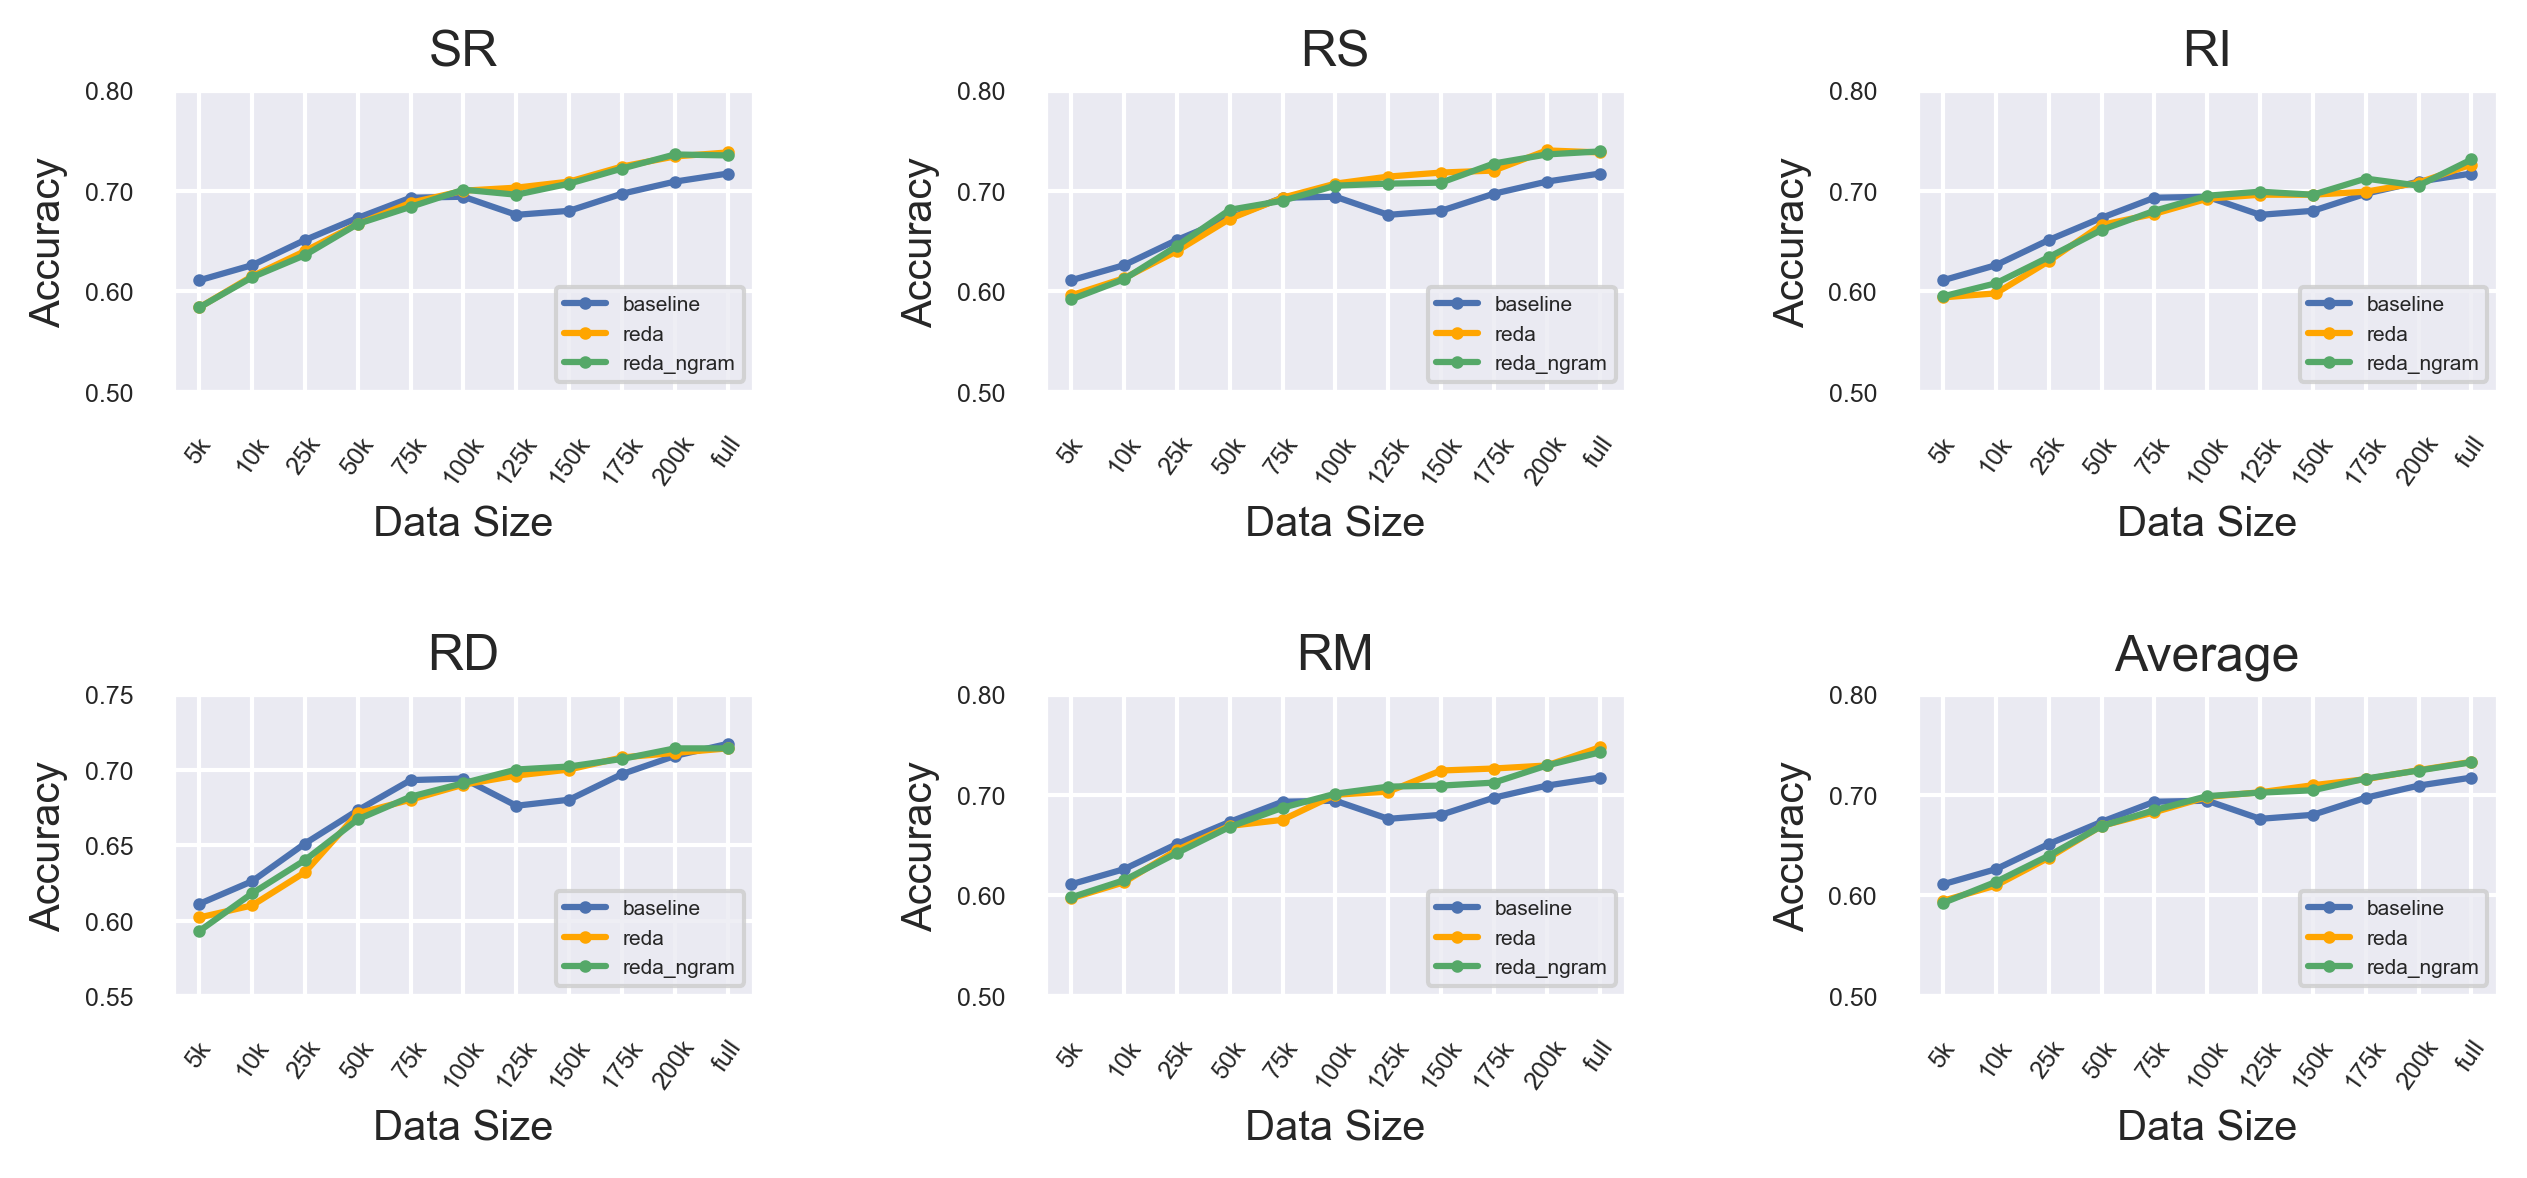 SR
0.80
0.70
0.60
0.50
Accuracy
baseline
reda
reda_ngram
5k 10k 25k 50k 75k 100k 125k 150k 175k 200k full
Data Size
RS
0.80
0.70
0.60
0.50
Accuracy
baseline
reda
reda_ngram
5k 10k 25k 50k 75k 100k 125k 150k 175k 200k full
Data Size
RI
0.80
0.70
0.60
0.50
Accuracy
baseline
reda
reda_ngram
5k 10k 25k 50k 75k 100k 125k 150k 175k 200k full
Data Size
RD
0.75
0.70
0.65
0.60
0.55
Accuracy
baseline
reda
reda_ngram
5k 10k 25k 50k 75k 100k 125k 150k 175k 200k full
Data Size
RM
0.80
0.70
0.60
0.50
Accuracy
baseline
reda
reda_ngram
5k 10k 25k 50k 75k 100k 125k 150k 175k 200k full
Data Size
Average
0.80
0.70
0.60
0.50
Accuracy
baseline
reda
reda_ngram
5k 10k 25k 50k 75k 100k 125k 150k 175k 200k full
Data Size